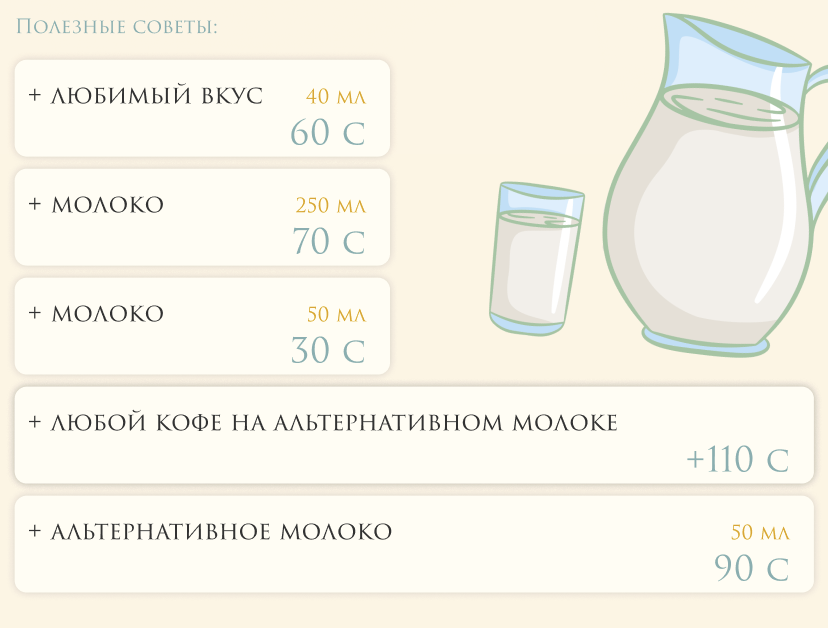 Полезные советы:
+ ЛЮБИМЫЙ ВКУС 40 МЛ
60 С
+ МОЛОКО 250 МЛ
70 С
+ МОЛОКО 50 МЛ
30 С
+ ЛЮБОЙ КОФЕ НА АЛЬТЕРНАТИВНОМ МОЛОКЕ
+110 С
+ АЛЬТЕРНАТИВНОЕ МОЛОКО 50 МЛ
90 С